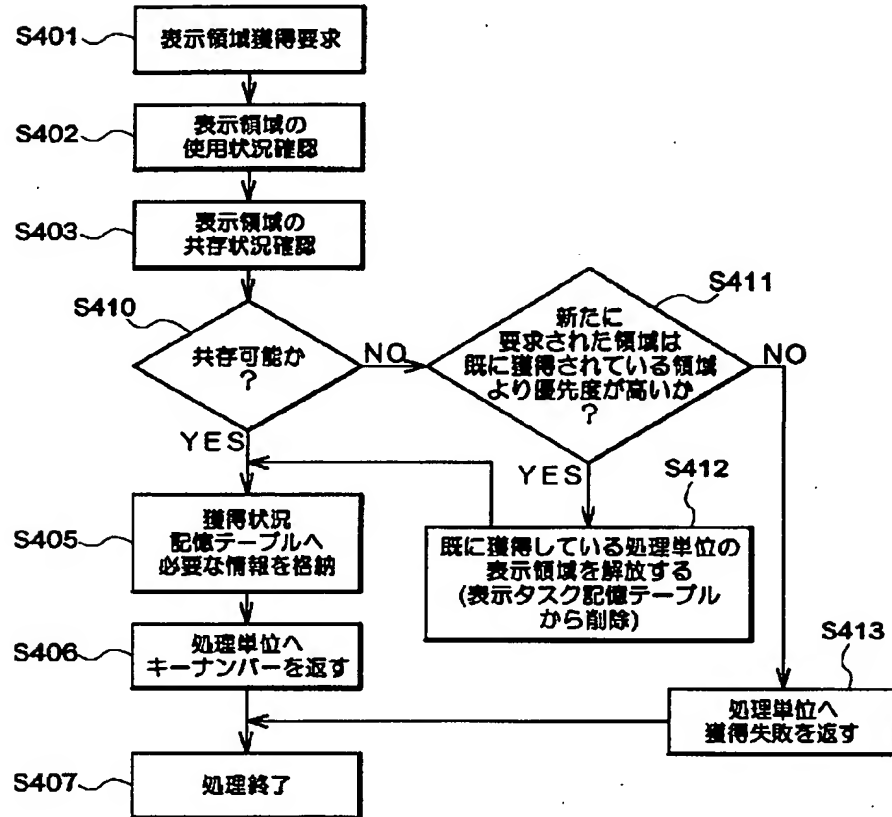 S401
表示領域獲得要求
S402
表示領域の
使用状況確認
S403
表示領域の
共存状況確認
S410
共存可能か
?
NO
S411
新たに
要求された領域は
既に獲得されている領域
より優先度が高いか
?
NO
YES
YES
S412
既に獲得している処理単位の
表示領域を解放する
(表示タスク記憶テーブル
から削除)
S405
獲得状況
記憶テーブルへ
必要な情報を格納
S406
処理単位へ
キーナンバーを返す
S413
処理単位へ
獲得失敗を返す
S407
処理終了